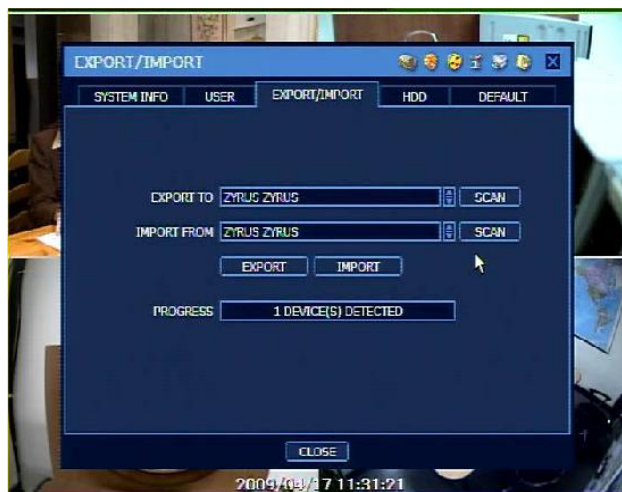 EXPORT/IMPORT
SYSTEM INFO USER EXPORT/IMPORT HDD DEFAULT
EXPORT TO ZYRUS ZYRUS SCAN
IMPORT FROM ZYRUS ZYRUS SCAN
EXPORT IMPORT
PROGRESS 1 DEVICE(S) DETECTED
CLOSE
2009/04/17 11:31:21